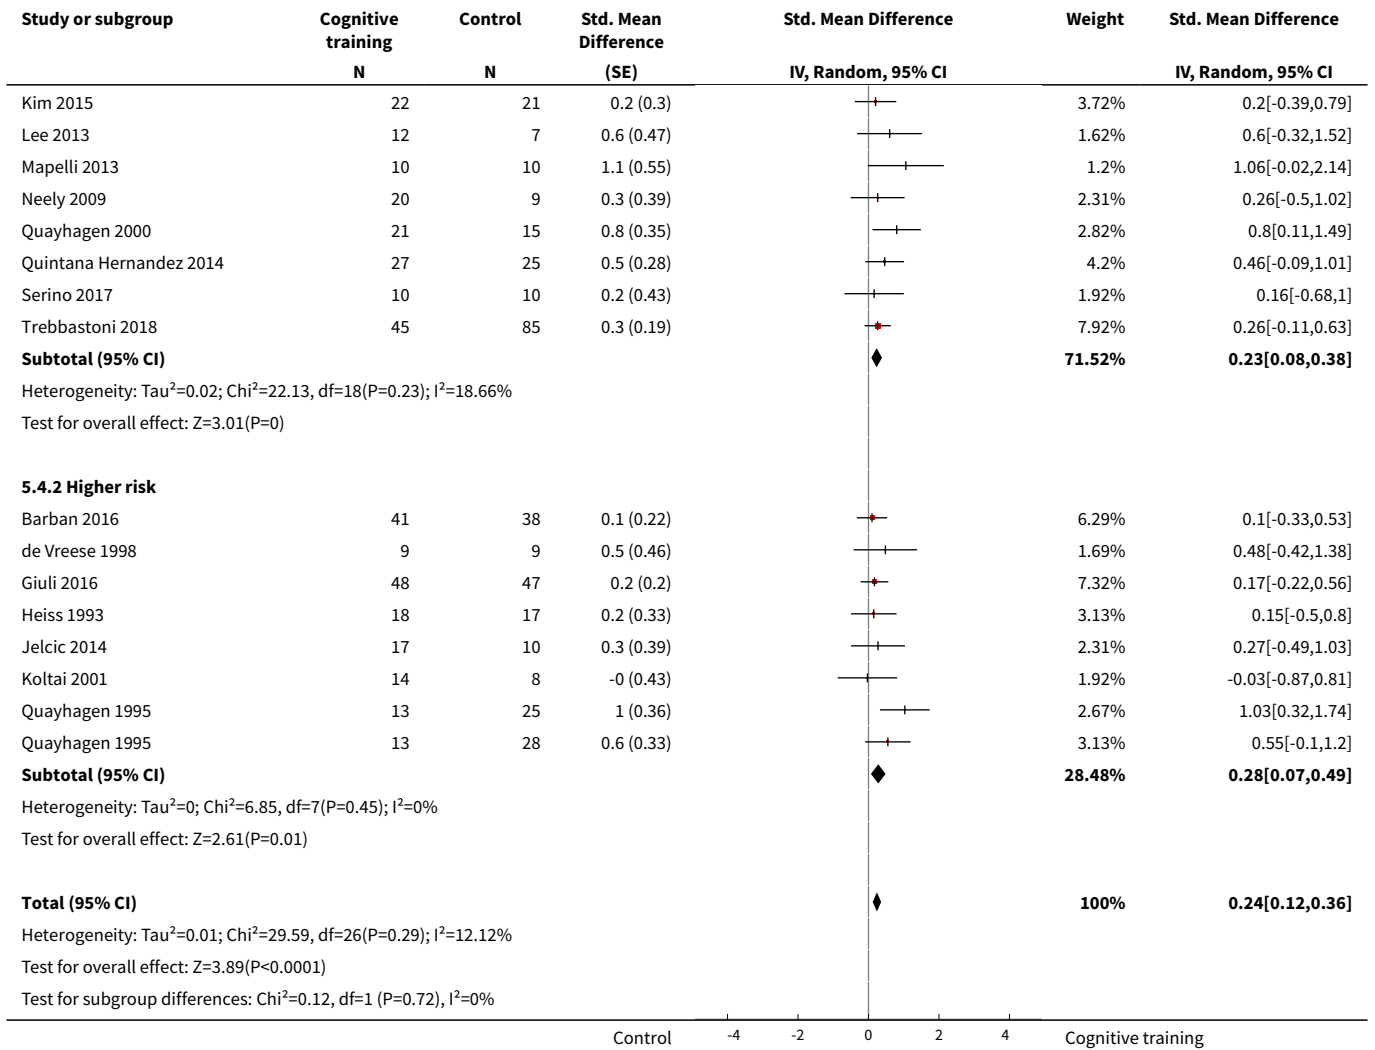 Study or subgroup Cognitive training Control Std. Mean Difference Std. Mean Difference Weight Std. Mean Difference
N N (SE) IV, Random, 95% CI IV, Random, 95% CI
Kim 2015 22 21 0.2 (0.3) 3.72% 0.2[-0.39,0.79]
Lee 2013 12 7 0.6 (0.47) 1.62% 0.6[-0.32,1.52]
Mapelli 2013 10 10 1.1 (0.55) 1.2% 1.06[-0.02,2.14]
Neely 2009 20 9 0.3 (0.39) 2.31% 0.26[-0.5,1.02]
Quayhagen 2000 21 15 0.8 (0.35) 2.82% 0.8[0.11,1.49]
Quintana Hernandez 2014 27 25 0.5 (0.28) 4.2% 0.46[-0.09,1.01]
Serino 2017 10 10 0.2 (0.43) 1.92% 0.16[-0.68,1]
Trebbastoni 2018 45 85 0.3 (0.19) 7.92% 0.26[-0.11,0.63]
Subtotal (95% CI) 71.52% 0.23[0.08,0.38]
Heterogeneity: Tau²=0.02; Chi²=22.13, df=18(P=0.23); I²=18.66%
Test for overall effect: Z=3.01(P=0)
5.4.2 Higher risk
Barban 2016 41 38 0.1 (0.22) 6.29% 0.1[-0.33,0.53]
de Vreese 1998 9 9 0.5 (0.46) 1.69% 0.48[-0.42,1.38]
Giuli 2016 48 47 0.2 (0.2) 7.32% 0.17[-0.22,0.56]
Heiss 1993 18 17 0.2 (0.33) 3.13% 0.15[-0.5,0.8]
Jelcic 2014 17 10 0.3 (0.39) 2.31% 0.27[-0.49,1.03]
Koltai 2001 14 8 -0 (0.43) 1.92% -0.03[-0.87,0.81]
Quayhagen 1995 13 25 1 (0.36) 2.67% 1.03[0.32,1.74]
Quayhagen 1995 13 28 0.6 (0.33) 3.13% 0.55[-0.1,1.2]
Subtotal (95% CI) 28.48% 0.28[0.07,0.49]
Heterogeneity: Tau²=0; Chi²=6.85, df=7(P=0.45); I²=0%
Test for overall effect: Z=2.61(P=0.01)
Total (95% CI) 100% 0.24[0.12,0.36]
Heterogeneity: Tau²=0.01; Chi²=29.59, df=26(P=0.29); I²=12.12%
Test for overall effect: Z=3.89(P<0.0001)
Test for subgroup differences: Chi²=0.12, df=1 (P=0.72), I²=0%
Control -4 -2 0 2 4 Cognitive training